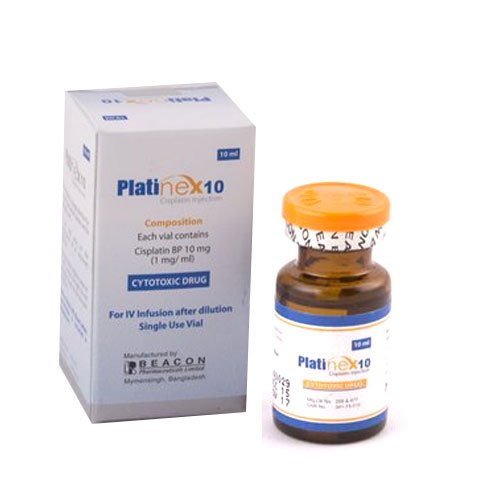 10 ml
Platinex10
Cisplatin injection
Composition
Each vial contains
Cisplatin BP 10 mg
(1 mg/ ml)
CYTOTOXIC DRUG
For IV Infusion after dilution
Single Use Vial
Manufactured by
BEACON
Pharmaceuticals Limited
Mymensingh, Bangladesh
10 ml
Platinex10
Cisplatin injection
CYTOTOXIC DRUG